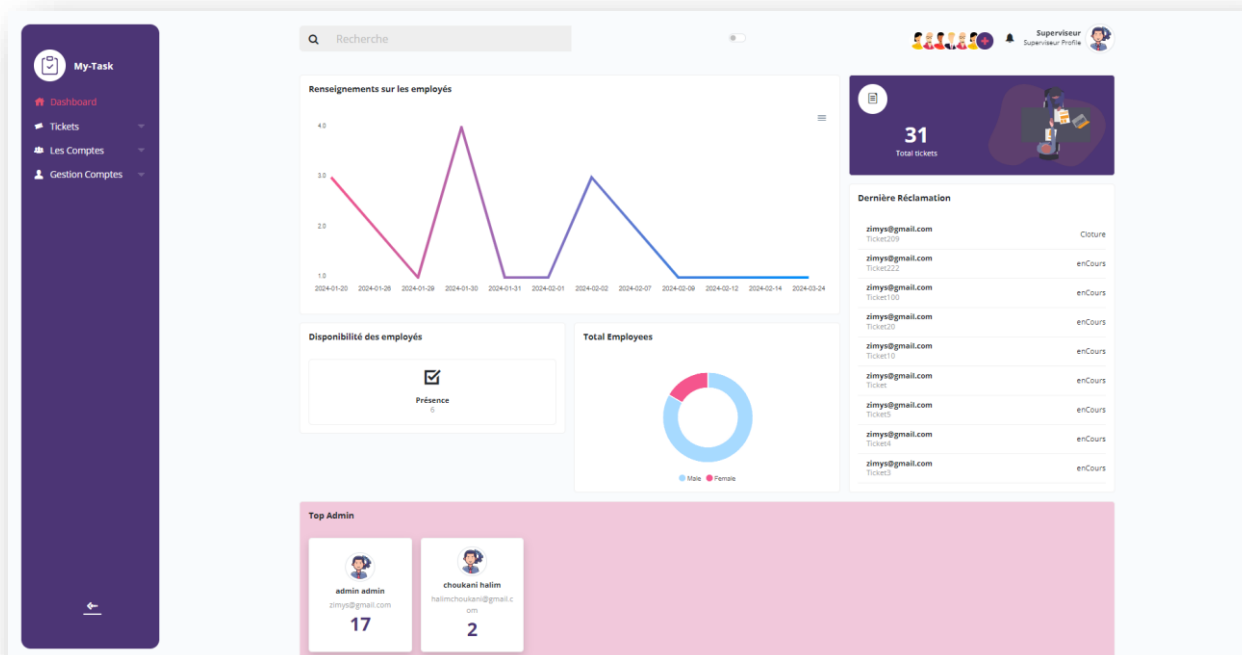 My-Task
Dashboard
Tickets
Les Comptes
Gestion Comptes
Recherche
Superviseur
Superviseur Profile
Renseignements sur les employés
4.0
3.0
2.0
1.0
2024-01-20 2024-01-26 2024-01-29 2024-01-30 2024-01-31 2024-02-01 2024-02-02 2024-02-07 2024-02-09 2024-02-12 2024-02-14 2024-03-24
31
Total tickets
Dernière Réclamation
zimys@gmail.com
Ticket209
Cloture
zimys@gmail.com
Ticket222
enCours
zimys@gmail.com
Ticket100
enCours
zimys@gmail.com
Ticket20
enCours
zimys@gmail.com
Ticket10
enCours
zimys@gmail.com
Ticket
enCours
zimys@gmail.com
Ticket5
enCours
zimys@gmail.com
Ticket4
enCours
zimys@gmail.com
Ticket3
enCours
Disponibilité des employés
Présence
6
Total Employees
Male Female
Top Admin
admin admin
zimys@gmail.com
17
choukani halim
halimchoukani@gmail.c
om
2